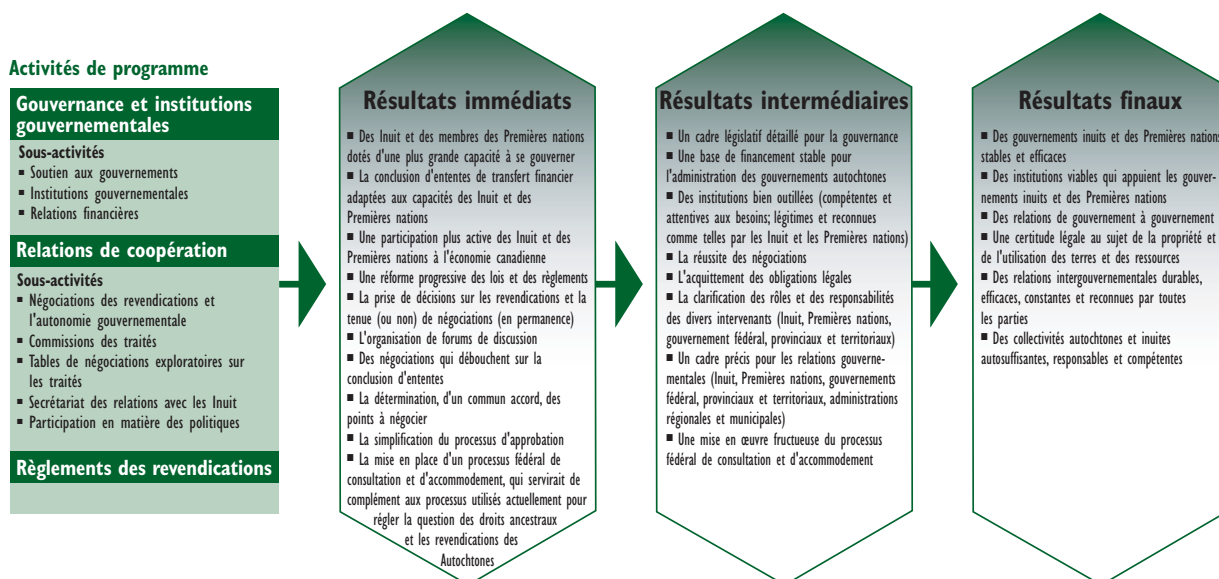 Activités de programme
Gouvernance et institutions
gouvernementales
Sous-activités
▪ Soutien aux gouvernements
▪ Institutions gouvernementales
▪ Relations financières
Relations de coopération
Sous-activités
▪ Négociations des revendications et
l'autonomie gouvernementale
▪ Commissions des traités
▪ Tables de négociations exploratoires sur
les traités
▪ Secrétariat des relations avec les Inuit
▪ Participation en matière des politiques
Règlements des revendications
Résultats immédiats
■ Des Inuit et des membres des Premières nations
dotés d'une plus grande capacité à se gouverner
■ La conclusion d'ententes de transfert financier
adaptées aux capacités des Inuit et des
Premières nations
■ Une participation plus active des Inuit et des
Premières nations à l'économie canadienne
■ Une réforme progressive des lois et des règlements
■ La prise de décisions sur les revendications et la
tenue (ou non) de négociations (en permanence)
■ L'organisation de forums de discussion
■ Des négociations qui débouchent sur la
conclusion d'ententes
■ La détermination, d'un commun accord, des
points à négocier
■ La simplification du processus d'approbation
■ La mise en place d'un processus fédéral de
consultation et d'accommodement, qui servirait de
complément aux processus utilisés actuellement pour
régler la question des droits ancestraux
et les revendications des
Autochtones
Résultats intermédiaires
■ Un cadre législatif détaillé pour la gouvernance
■ Une base de financement stable pour
l'administration des gouvernements autochtones
■ Des institutions bien outillées (compétentes et
attentives aux besoins; légitimes et reconnues
comme telles par les Inuit et les Premières nations)
■ La réussite des négociations
■ L'acquittement des obligations légales
■ La clarification des rôles et des responsabilités
des divers intervenants (Inuit, Premières nations,
gouvernement fédéral, provinciaux et territoriaux)
■ Un cadre précis pour les relations gouverne-
mentales (Inuit, Premières nations, gouvernements
fédéral, provinciaux et territoriaux, administrations
régionales et municipales)
■ Une mise en œuvre fructueuse du processus
fédéral de consultation et d'accommodement
Résultats finaux
■ Des gouvernements inuits et des Premières nations
stables et efficaces
■ Des institutions viables qui appuient les gouver-
nements inuits et des Premières nations
■ Des relations de gouvernement à gouvernement
■ Une certitude légale au sujet de la propriété et
de l'utilisation des terres et des ressources
■ Des relations intergouvernementales durables,
efficaces, constantes et reconnues par toutes
les parties
■ Des collectivités autochtones et inuites
autosuffisantes, responsables et compétentes